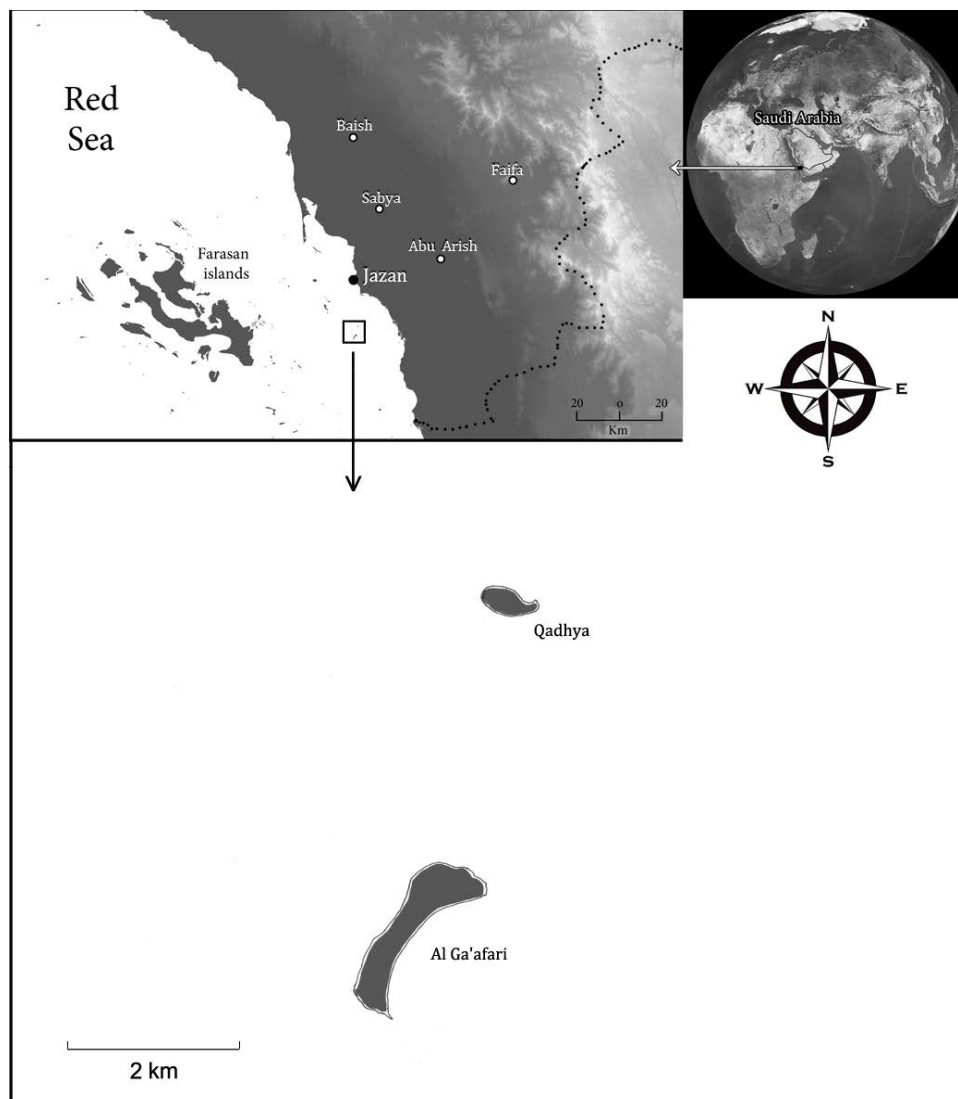 Red
Sea
Baish
Faifa
Sabya
Abu Arish
Farasan
islands
Jazan
20 0 20
Km
Saudi Arabia
N
W E
S
Qadhya
Al Ga'afari
2 km